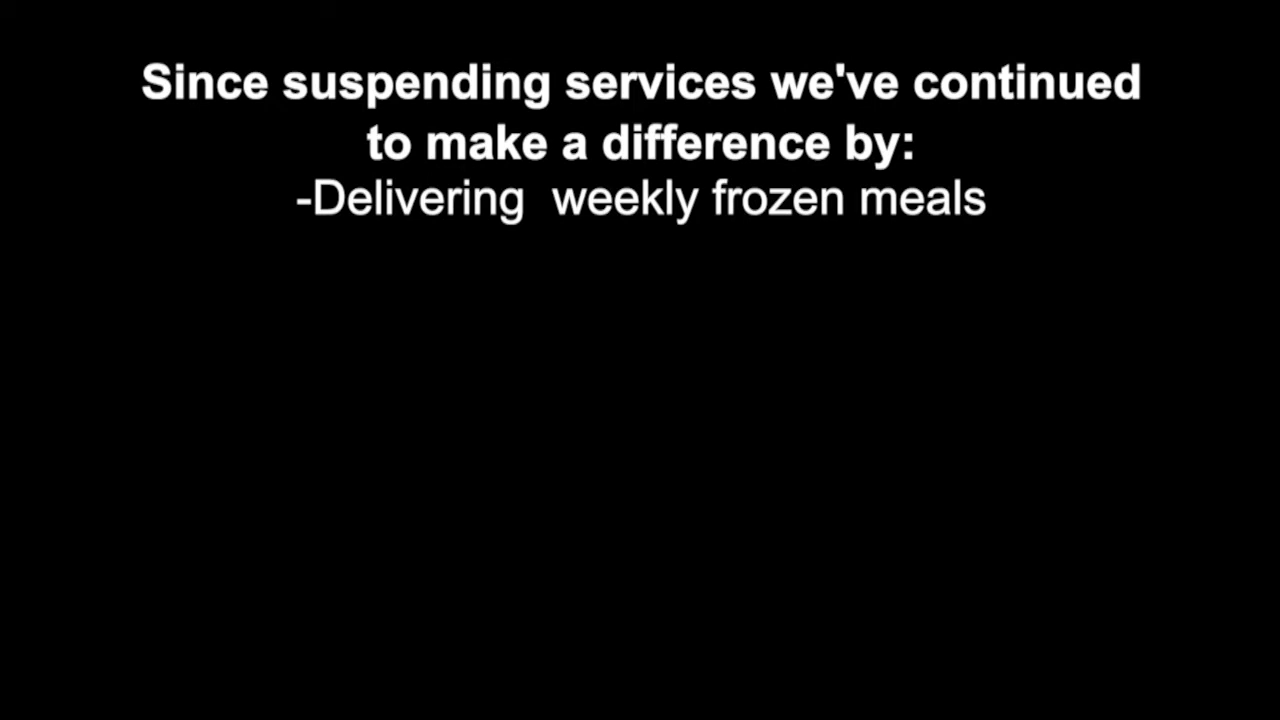 Since suspending services we've continued
to make a difference by:
-Delivering  weekly frozen meals